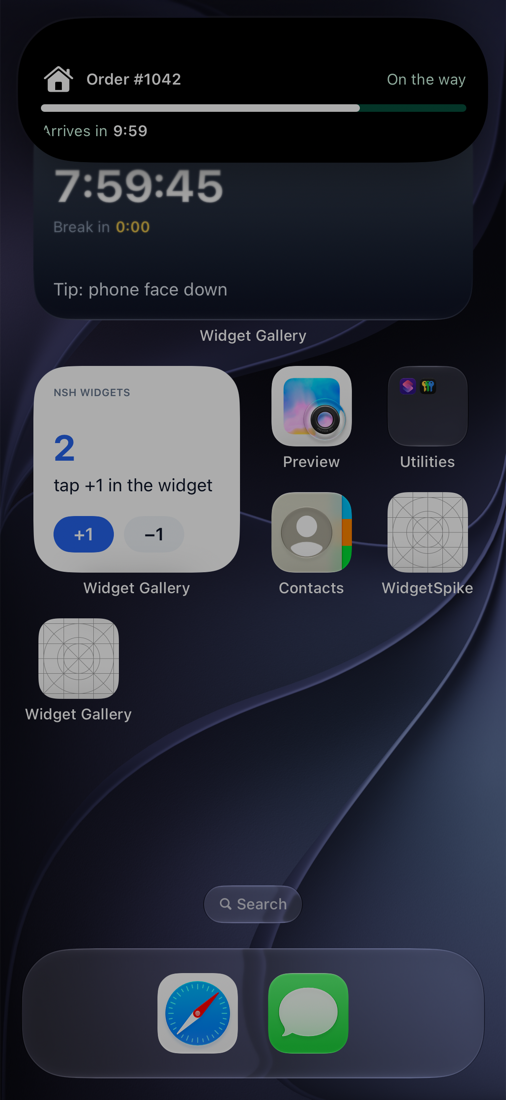 Order #1042
On the way
Arrives in 9:59
7:59:45
Break in 0:00
Tip: phone face down
Widget Gallery
NSH WIDGETS
2
tap +1 in the widget
+1
−1
Widget Gallery
Preview
Utilities
Contacts
WidgetSpike
Widget Gallery
Search